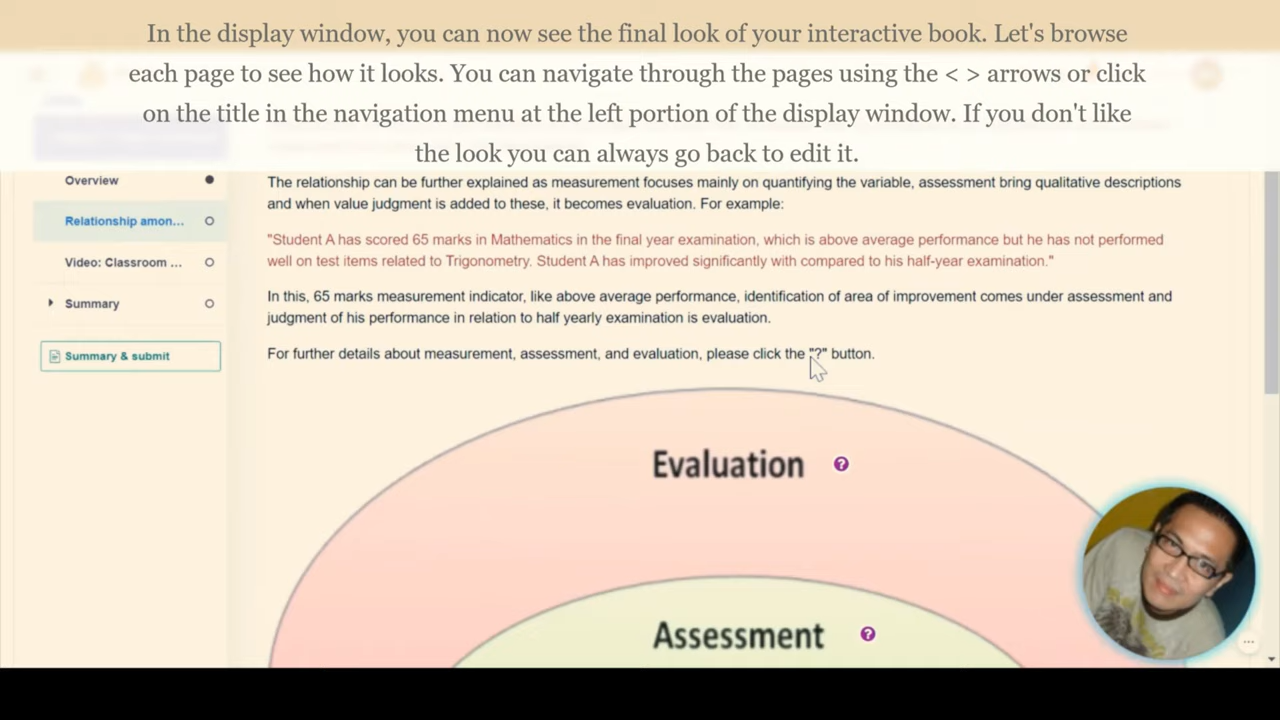 In the display window, you can now see the final look of your interactive book. Let's browse
each page to see how it looks. You can navigate through the pages using the < > arrows or click
on the title in the navigation menu at the left portion of the display window. If you don't like
the look you can always go back to edit it.
Overview
Relationship amon...
Video: Classroom ...
Summary
Summary & submit
The relationship can be further explained as measurement focuses mainly on quantifying the variable, assessment bring qualitative descriptions
and when value judgment is added to these, it becomes evaluation. For example:
"Student A has scored 65 marks in Mathematics in the final year examination, which is above average performance but he has not performed
well on test items related to Trigonometry. Student A has improved significantly with compared to his half-year examination."
In this, 65 marks measurement indicator, like above average performance, identification of area of improvement comes under assessment and
judgment of his performance in relation to half yearly examination is evaluation.
For further details about measurement, assessment, and evaluation, please click the "?" button.
Evaluation ?
Assessment ?